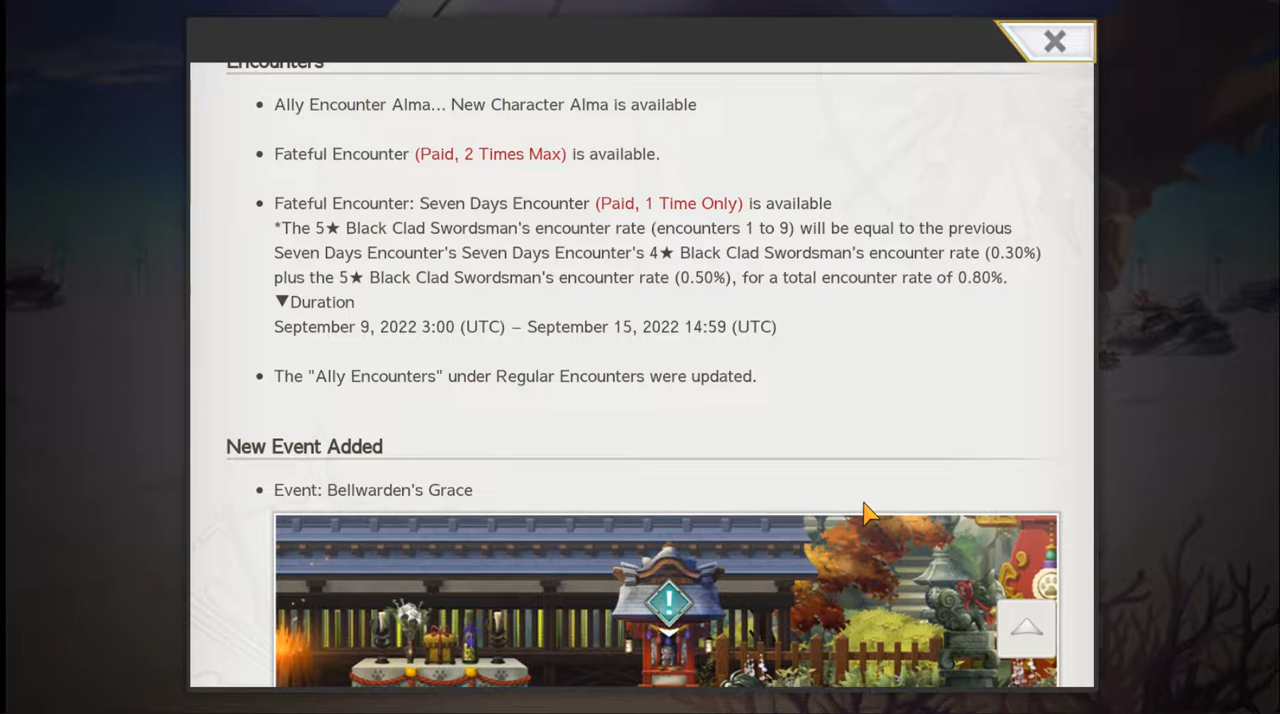 Encounters
• Ally Encounter Alma... New Character Alma is available
• Fateful Encounter (Paid, 2 Times Max) is available.
• Fateful Encounter: Seven Days Encounter (Paid, 1 Time Only) is available
*The 5★ Black Clad Swordsman's encounter rate (encounters 1 to 9) will be equal to the previous
Seven Days Encounter's Seven Days Encounter's 4★ Black Clad Swordsman's encounter rate (0.30%)
plus the 5★ Black Clad Swordsman's encounter rate (0.50%), for a total encounter rate of 0.80%.
▼Duration
September 9, 2022 3:00 (UTC) – September 15, 2022 14:59 (UTC)
• The "Ally Encounters" under Regular Encounters were updated.
New Event Added
• Event: Bellwarden's Grace